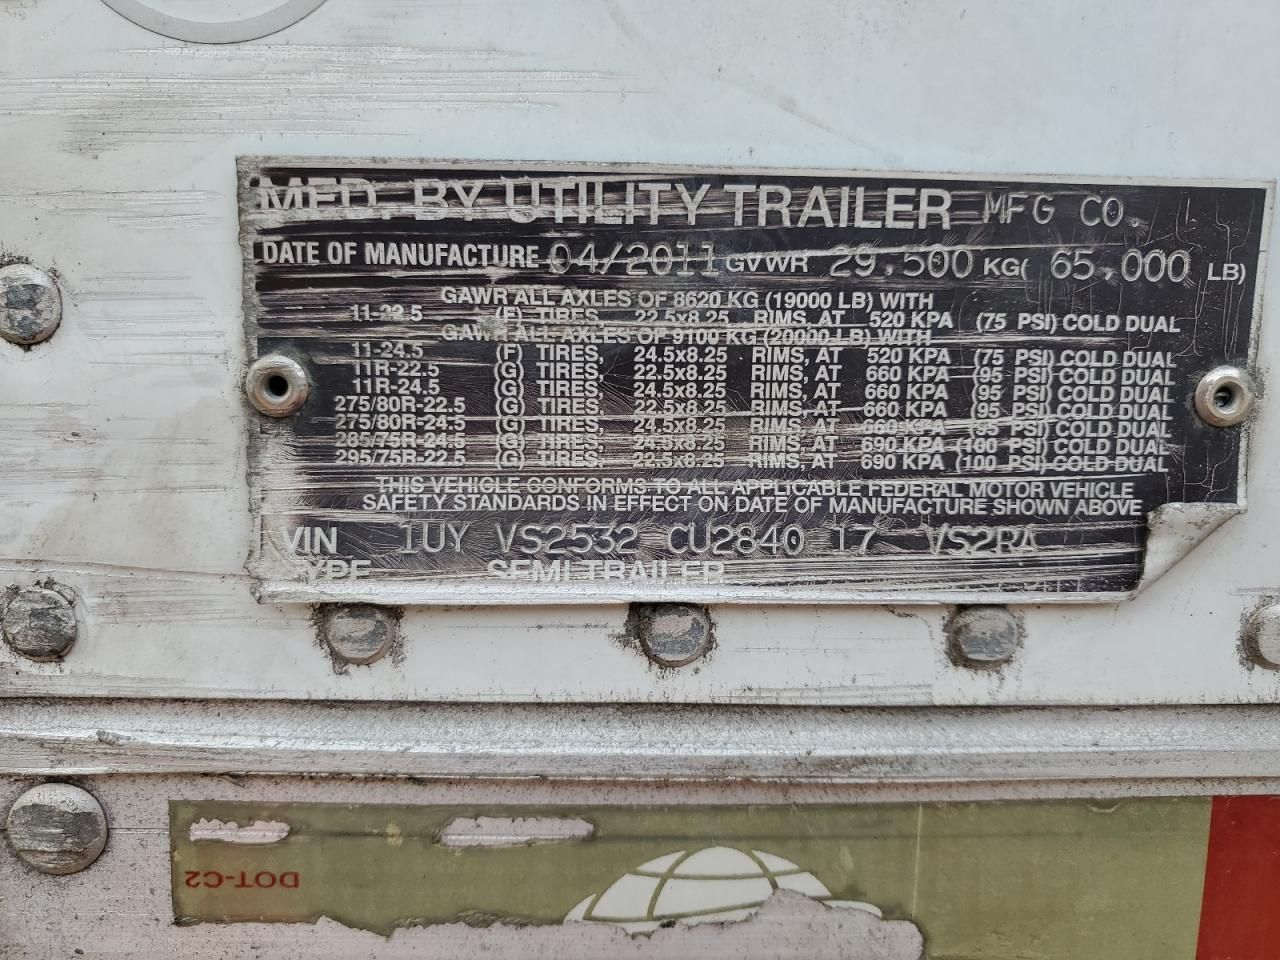 MFD. BY UTILITY TRAILER MFG CO.
DATE OF MANUFACTURE 04/2011 GVWR 29,500 KG( 65,000 LB)
GAWR ALL AXLES OF 8620 KG (19000 LB) WITH
11-22.5 (F) TIRES, 22.5x8.25 RIMS, AT 520 KPA (75 PSI) COLD DUAL
GAWR ALL AXLES OF 9100 KG (20000 LB) WITH
11-24.5 (F) TIRES, 24.5x8.25 RIMS, AT 520 KPA (75 PSI) COLD DUAL
11R-22.5 (G) TIRES, 22.5x8.25 RIMS, AT 660 KPA (95 PSI) COLD DUAL
11R-24.5 (G) TIRES, 24.5x8.25 RIMS, AT 660 KPA (95 PSI) COLD DUAL
275/80R-22.5 (G) TIRES, 22.5x8.25 RIMS, AT 660 KPA (95 PSI) COLD DUAL
275/80R-24.5 (G) TIRES, 24.5x8.25 RIMS, AT 660 KPA (95 PSI) COLD DUAL
285/75R-24.5 (G) TIRES, 24.5x8.25 RIMS, AT 690 KPA (100 PSI) COLD DUAL
295/75R-22.5 (G) TIRES, 22.5x8.25 RIMS, AT 690 KPA (100 PSI) COLD DUAL
THIS VEHICLE CONFORMS TO ALL APPLICABLE FEDERAL MOTOR VEHICLE
SAFETY STANDARDS IN EFFECT ON DATE OF MANUFACTURE SHOWN ABOVE
VIN 1UY VS2532 CU2840 17 VS2RA
TYPE SEMI TRAILER
DOT-C2